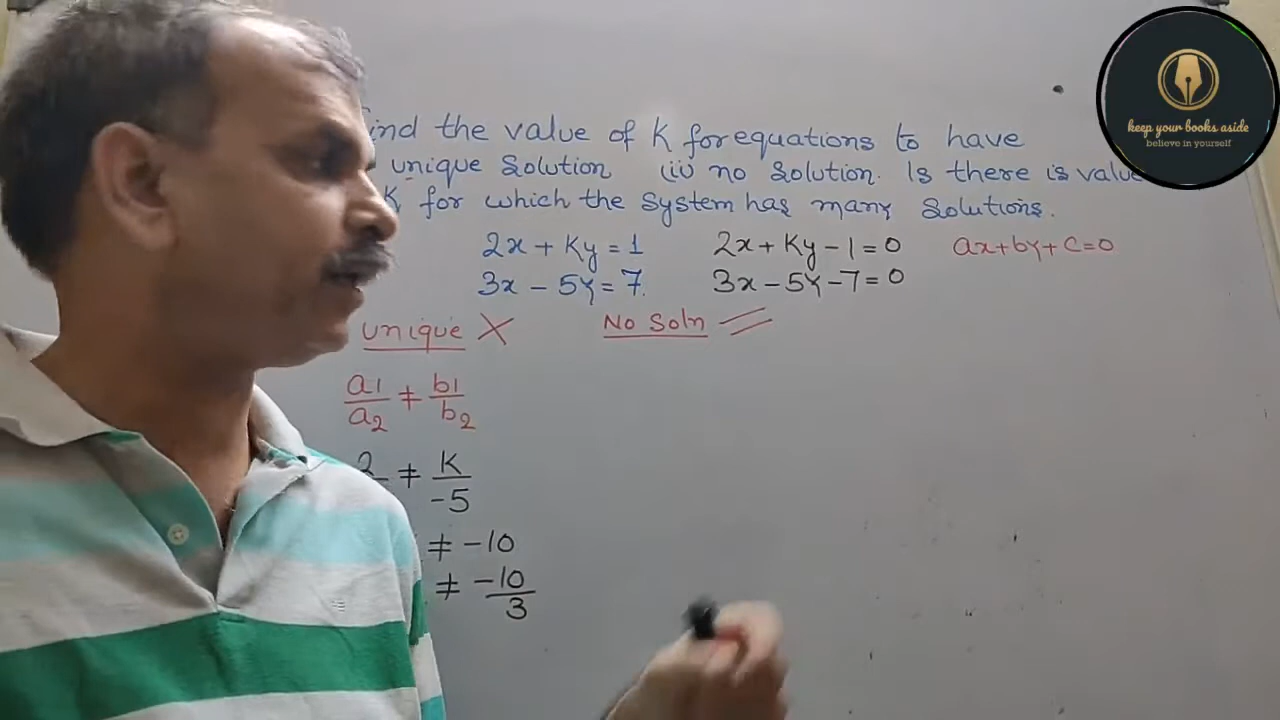 ind the value of K for equations to have
unique Solution (ii) no Solution. Is there is value
K for which the System has many Solutions.
2x + Ky = 1 2x + Ky - 1 = 0 ax+by+c=0
3x - 5y = 7. 3x - 5y - 7 = 0
unique X No Soln
a1/a2 ≠ b1/b2
2 ≠ K/-5
≠ -10
≠ -10/3
keep your books aside
believe in yourself